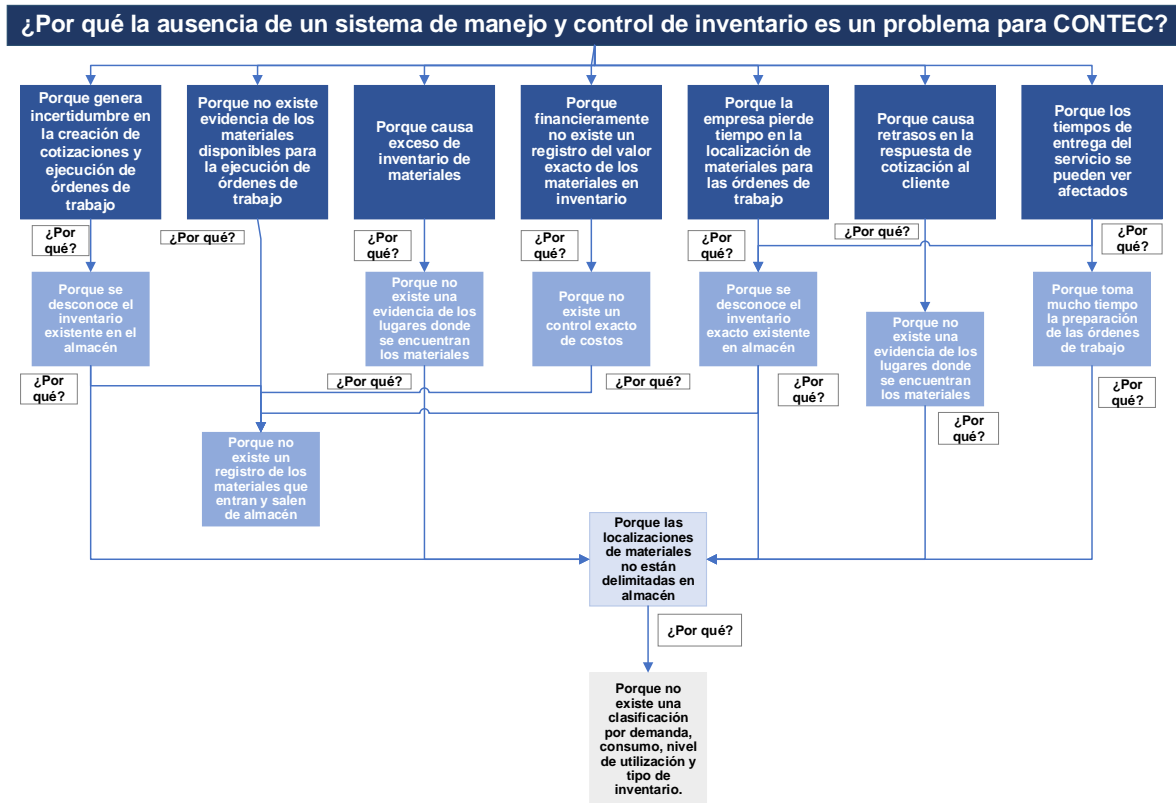 ¿Por qué la ausencia de un sistema de manejo y control de inventario es un problema para CONTEC?
Porque genera
incertidumbre en
la creación de
cotizaciones y
ejecución de
órdenes de
trabajo
Porque no existe
evidencia de los
materiales
disponibles para
la ejecución de
órdenes de
trabajo
Porque causa
exceso de
inventario de
materiales
Porque
financieramente
no existe un
registro del valor
exacto de los
materiales en
inventario
Porque la
empresa pierde
tiempo en la
localización de
materiales para
las órdenes de
trabajo
Porque causa
retrasos en la
respuesta de
cotización al
cliente
Porque los
tiempos de
entrega del
servicio se
pueden ver
afectados
¿Por
qué?
¿Por qué?
¿Por
qué?
¿Por
qué?
¿Por
qué?
¿Por qué?
¿Por
qué?
Porque se
desconoce el
inventario
existente en el
almacén
Porque no
existe una
evidencia de los
lugares donde
se encuentran
los materiales
Porque no
existe un
control exacto
de costos
Porque se
desconoce el
inventario
exacto existente
en almacén
Porque no
existe una
evidencia de los
lugares donde
se encuentran
los materiales
Porque toma
mucho tiempo
la preparación
de las órdenes
de trabajo
¿Por
qué?
¿Por qué?
¿Por qué?
¿Por
qué?
¿Por
qué?
¿Por
qué?
Porque no
existe un
registro de los
materiales que
entran y salen
de almacén
Porque las
localizaciones
de materiales
no están
delimitadas en
almacén
¿Por qué?
Porque no
existe una
clasificación
por demanda,
consumo, nivel
de utilización y
tipo de
inventario.